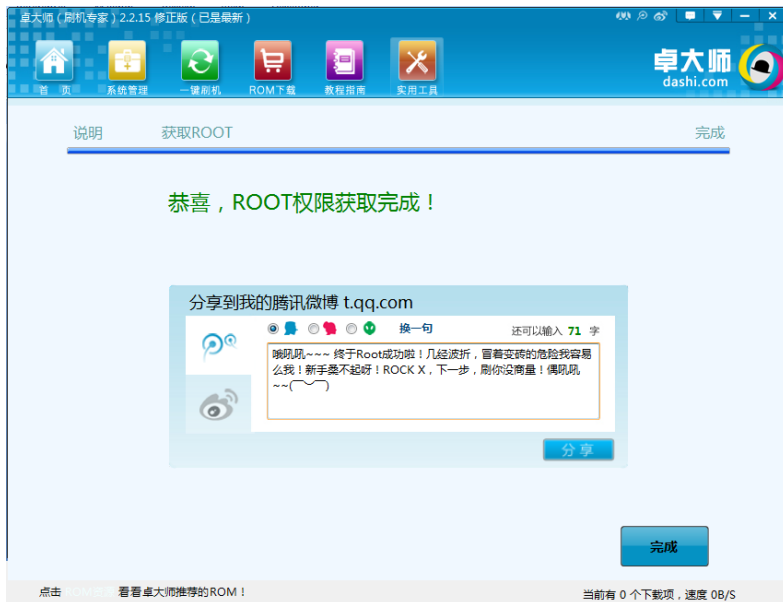 卓大师(刷机专家)2.2.15 修正版(已是最新)
首 页 系统管理 一键刷机 ROM下载 教程指南 实用工具
卓大师
dashi.com
说明 获取ROOT 完成
恭喜,ROOT权限获取完成!
分享到我的腾讯微博 t.qq.com
换一句 还可以输入 71 字
哦吼吼~~~ 终于Root成功啦!几经波折,冒着变砖的危险我容易
么我!新手桑不起呀!ROCK X,下一步,刷你没商量!偶吼吼
~~(￣︶￣)
分享
完成
点击 看看卓大师推荐的ROM!
当前有 0 个下载项,速度 0B/S